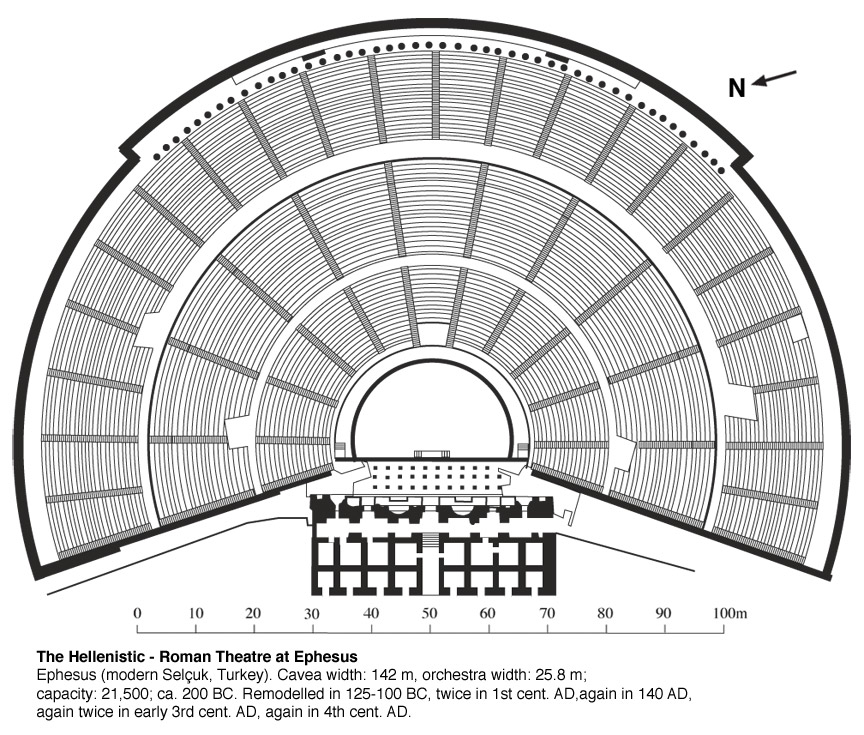 N
0 10 20 30 40 50 60 70 80 90 100m
The Hellenistic - Roman Theatre at Ephesus
Ephesus (modern Selçuk, Turkey). Cavea width: 142 m, orchestra width: 25.8 m;
capacity: 21,500; ca. 200 BC. Remodelled in 125-100 BC, twice in 1st cent. AD,again in 140 AD,
again twice in early 3rd cent. AD, again in 4th cent. AD.